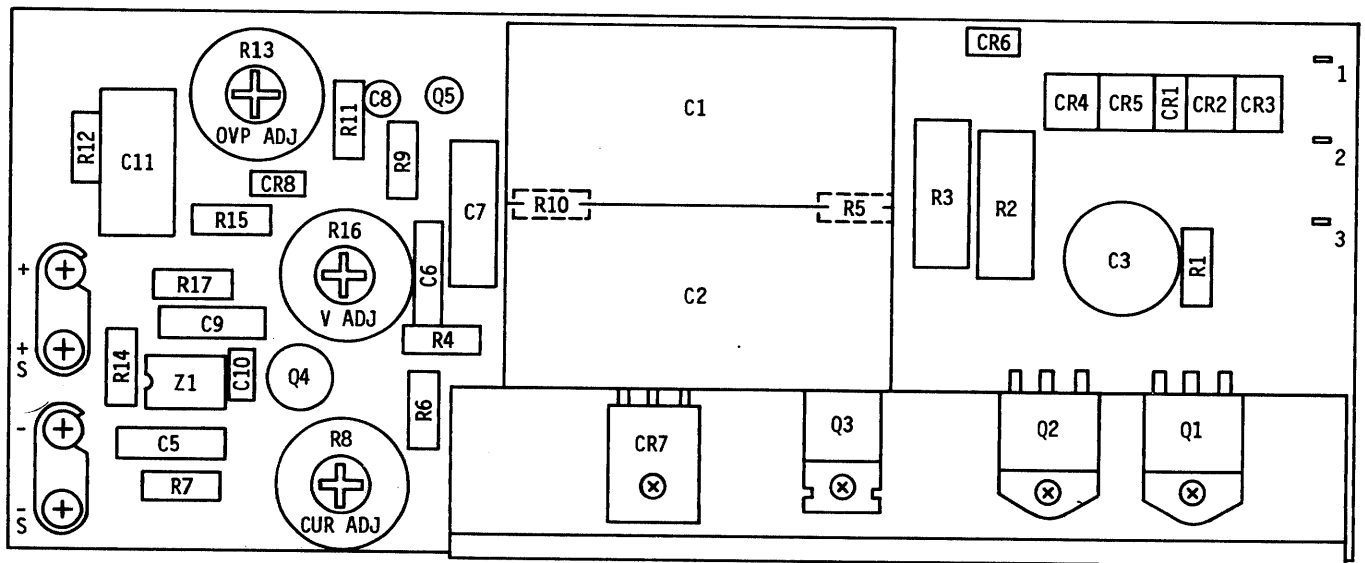 R13
OVP ADJ
R12
C11
R11
C8
Q5
R9
CR8
R15
C7
C1
R10
R5
C2
CR6
CR4
CR5
CR1
CR2
CR3
1
2
3
R3
R2
C3
R1
R16
V ADJ
C6
R4
+
+
S
R17
C9
R14
Z1
C10
Q4
R6
-
-
S
C5
R7
R8
CUR ADJ
CR7
Q3
Q2
Q1